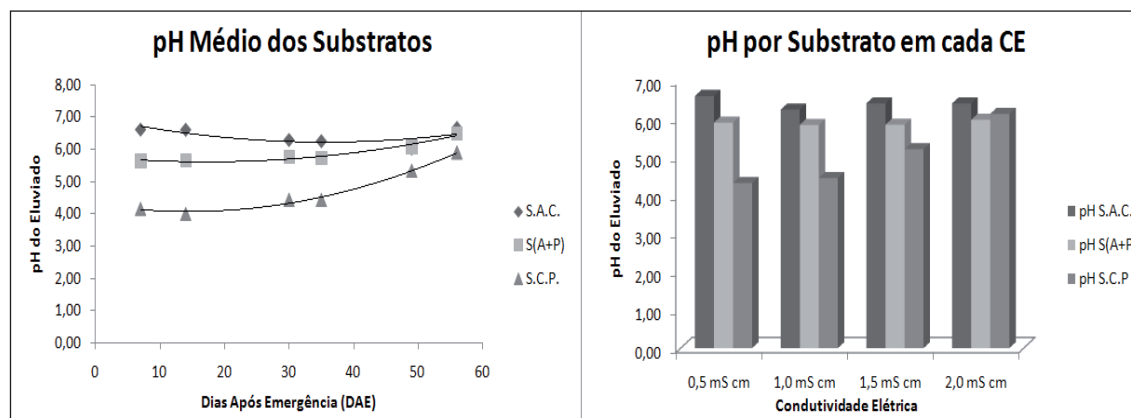 pH Médio dos Substratos
pH do Eluviado
8,00
7,00
6,00
5,00
4,00
3,00
2,00
1,00
0,00
0 10 20 30 40 50 60
Dias Após Emergência (DAE)
S.A.C.
S(A+P)
S.C.P.
pH por Substrato em cada CE
pH do Eluviado
7,00
6,00
5,00
4,00
3,00
2,00
1,00
0,00
0,5 mS cm 1,0 mS cm 1,5 mS cm 2,0 mS cm
Condutividade Elétrica
pH S.A.C.
pH S(A+P
pH S.C.P